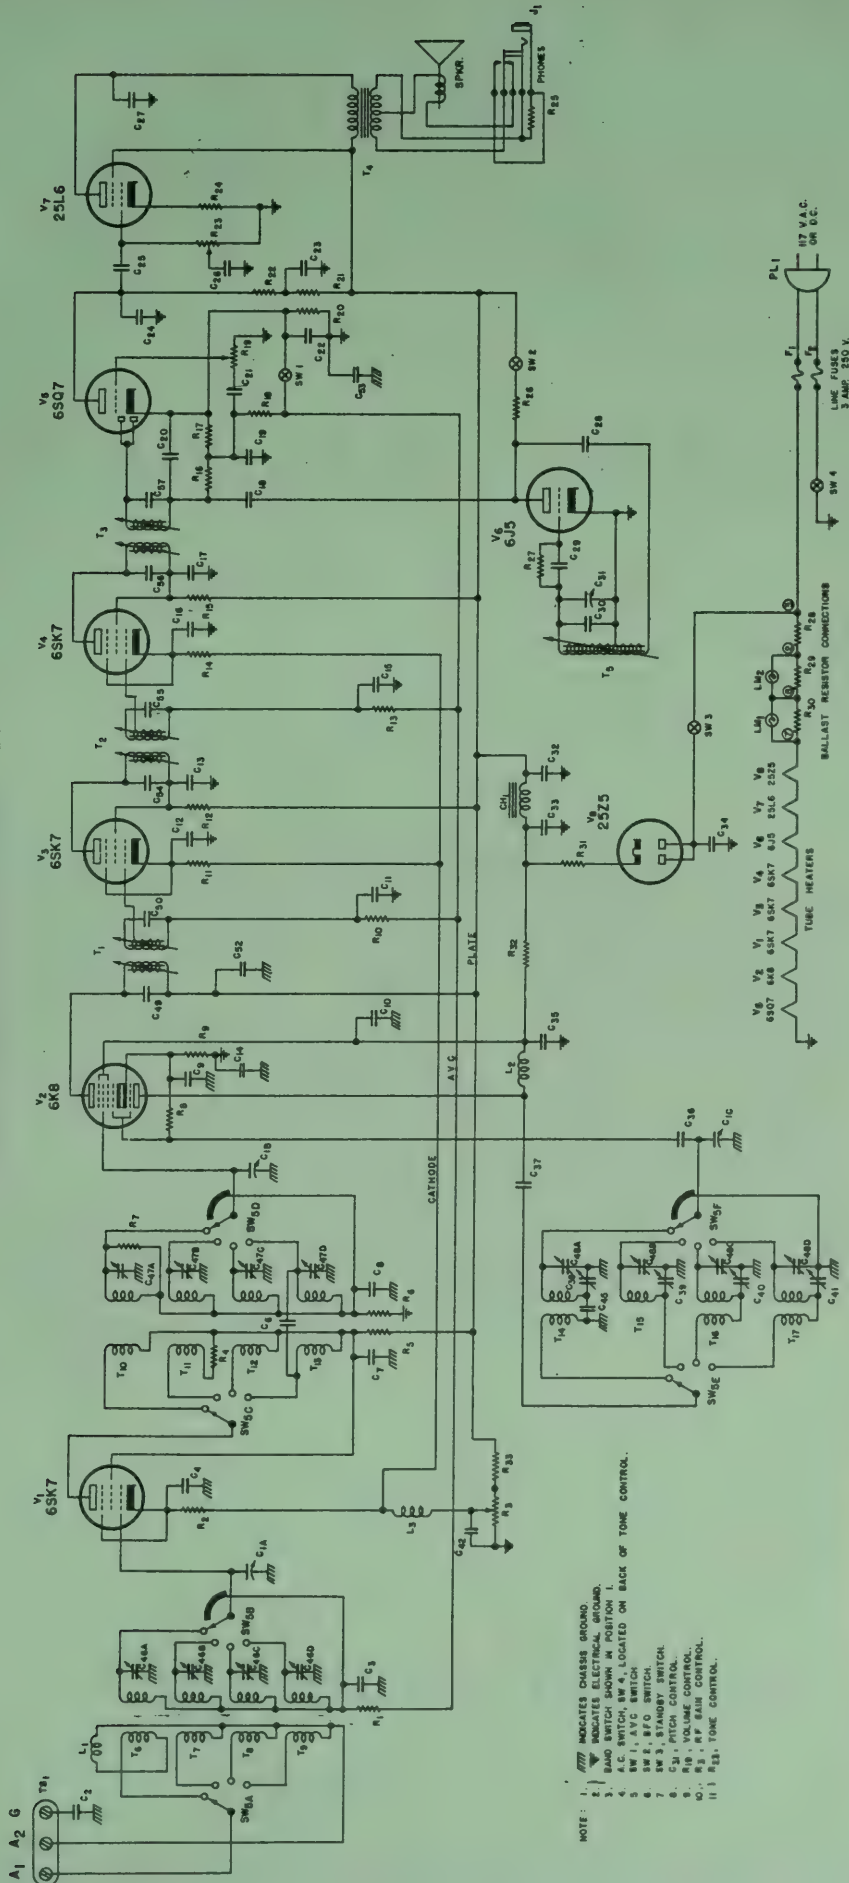 A1 A2 G
TS1
C2
L1
T6
T7
T8
T9
SW5A
C46A
C46B
C46C
C46D
SW5B
C3
R1
C1A
V1
6SK7
C4
R2
L3
C42
R3
R33
SW5C
T10
T11
T12
T13
R4
C6
C7
R5
R7
C47A
C47B
C47C
C47D
SW5D
C8
R6
C1B
CATHODE
AVC
PLATE
V2
6K8
R8
C9
R9
C14
C10
C49
T1
C50
C52
R10
C11
V3
6SK7
R11
C12
R12
C13
C54
T2
C55
R13
C15
V4
6SK7
R14
C16
R15
C17
C56
T3
C57
C20
V5
6SQ7
R16
R17
C18
C19
R18
C21
R19
SW1
C22
C53
R20
R21
C23
R22
C24
C25
C26
R23
R24
V7
25L6
C27
T4
SPKR.
J1
PHONES
R25
SW2
R26
C28
V6
6J5
R27
C29
C30
C31
T5
CH1
C32
C33
R31
R32
C35
L2
C37
V8
25Z5
C34
SW3
SW5E
T14
T15
T16
T17
C45
C39
C40
C41
C48D
SW5F
C36
C1C
PL1
117 V.A.C.
OR D.C.
F1
F2
LINE FUSES
3 AMP. 250 V.
SW4
LM1
LM2
R28
R29
R30
BALLAST RESISTOR CONNECTIONS
V5 V2 V1 V3 V4 V6 V7 V8
6SQ7 6K8 6SK7 6SK7 6SK7 6J5 25L6 25Z5
TUBE HEATERS
NOTE: 1. INDICATES CHASSIS GROUND.
2. INDICATES ELECTRICAL GROUND.
3. BAND SWITCH SHOWN IN POSITION 1.
4. A.C. SWITCH, SW 4, LOCATED ON BACK OF TONE CONTROL.
5 SW 1, AVC SWITCH
6. SW 2, BFO SWITCH.
7 SW 3, STANDBY SWITCH.
8. C31, PITCH CONTROL.
9. R19, VOLUME CONTROL.
10. R3, RF GAIN CONTROL.
11 R23, TONE CONTROL.